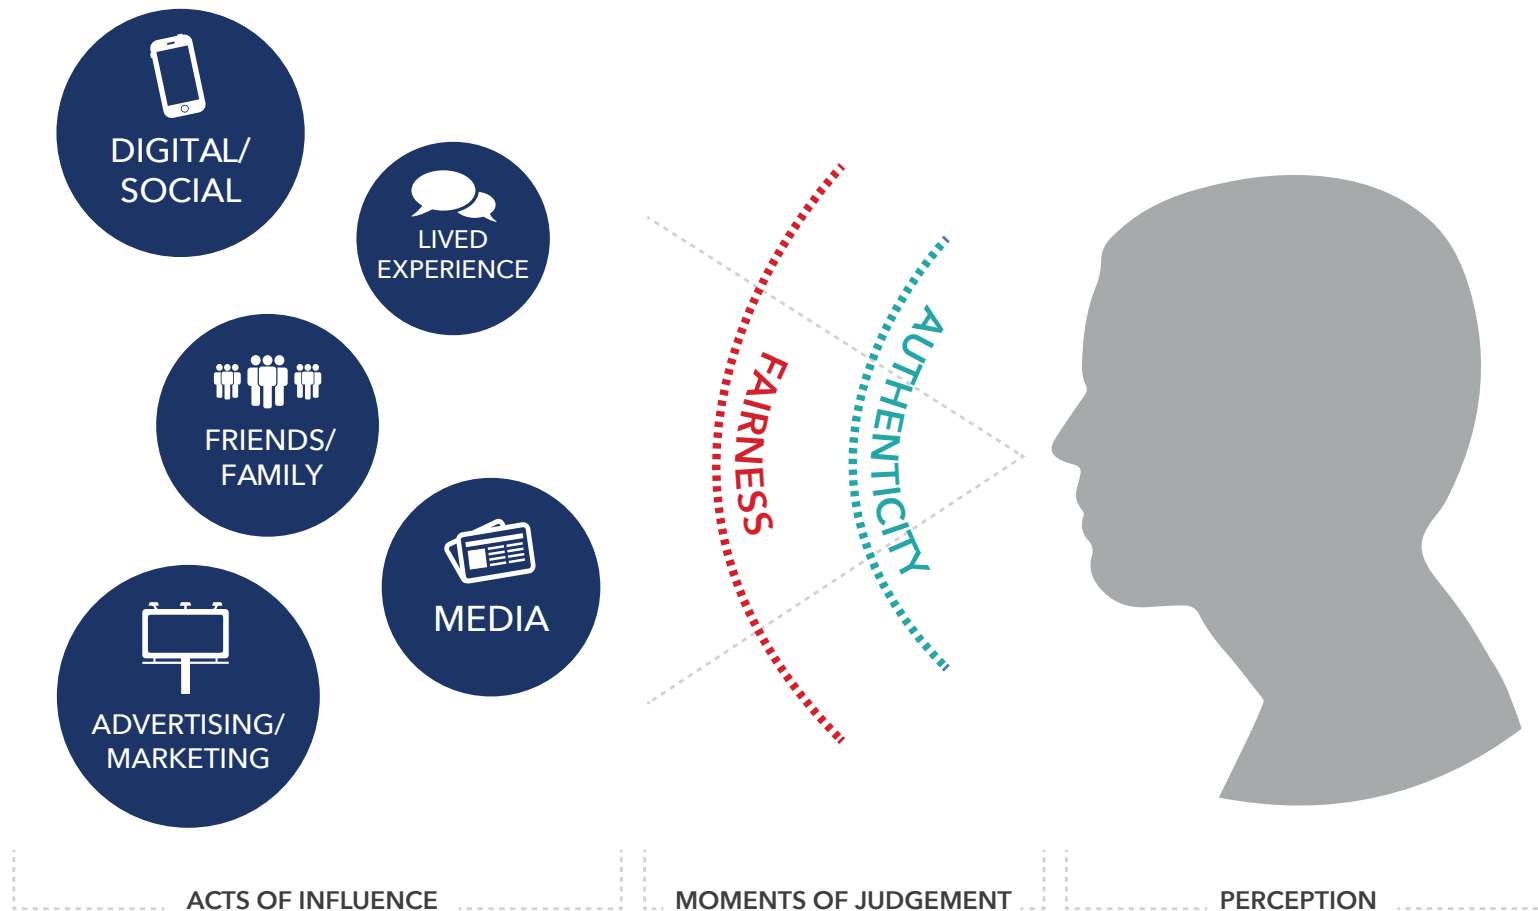 DIGITAL/
SOCIAL
LIVED
EXPERIENCE
FRIENDS/
FAMILY
MEDIA
ADVERTISING/
MARKETING
FAIRNESS
AUTHENTICITY
ACTS OF INFLUENCE
MOMENTS OF JUDGEMENT
PERCEPTION